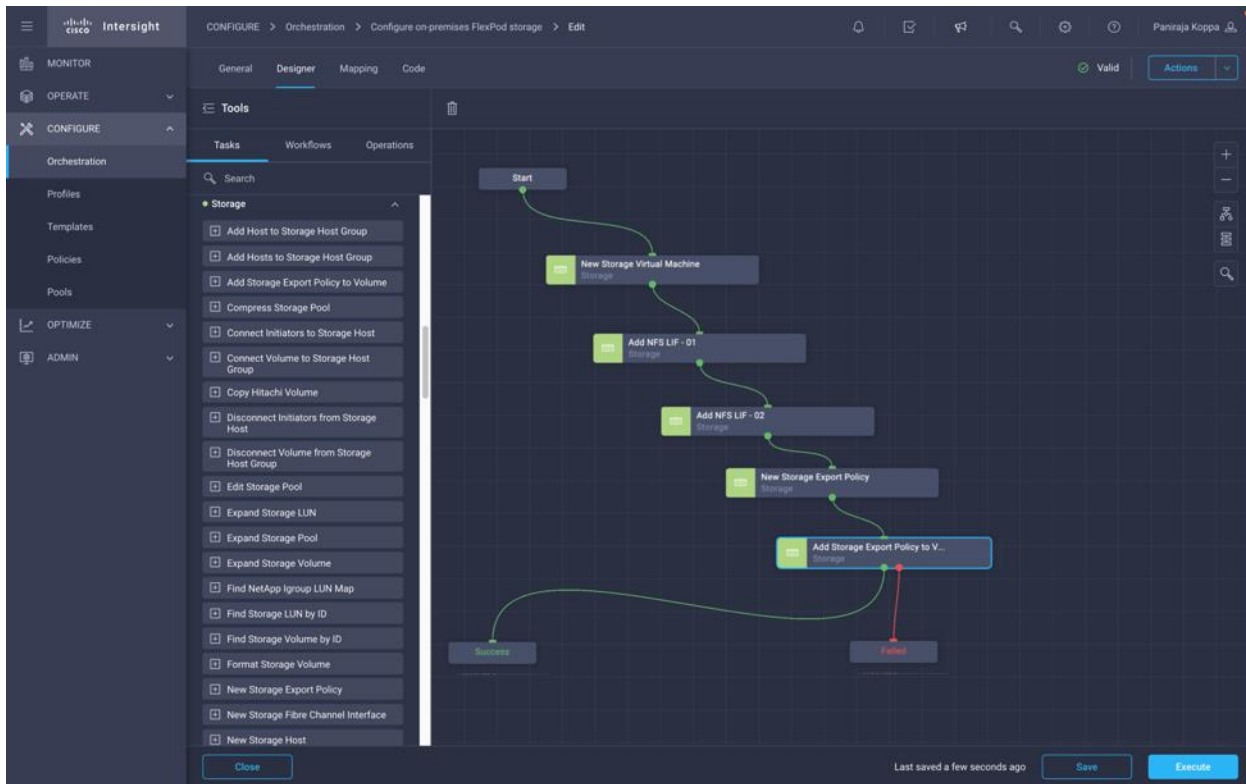 cisco Intersight
CONFIGURE > Orchestration > Configure on-premises FlexPod storage > Edit
Paniraja Koppa
MONITOR
OPERATE
CONFIGURE
Orchestration
Profiles
Templates
Policies
Pools
OPTIMIZE
ADMIN
General Designer Mapping Code
Valid
Actions
Tools
Tasks Workflows Operations
Search
Storage
Add Host to Storage Host Group
Add Hosts to Storage Host Group
Add Storage Export Policy to Volume
Compress Storage Pool
Connect Initiators to Storage Host
Connect Volume to Storage Host
Group
Copy Hitachi Volume
Disconnect Initiators from Storage
Host
Disconnect Volume from Storage
Host Group
Edit Storage Pool
Expand Storage LUN
Expand Storage Pool
Expand Storage Volume
Find NetApp Igroup LUN Map
Find Storage LUN by ID
Find Storage Volume by ID
Format Storage Volume
New Storage Export Policy
New Storage Fibre Channel Interface
New Storage Host
Start
New Storage Virtual Machine
Storage
Add NFS LIF - 01
Storage
Add NFS LIF - 02
Storage
New Storage Export Policy
Storage
Add Storage Export Policy to V...
Storage
Success
Failed
Close
Last saved a few seconds ago
Save
Execute